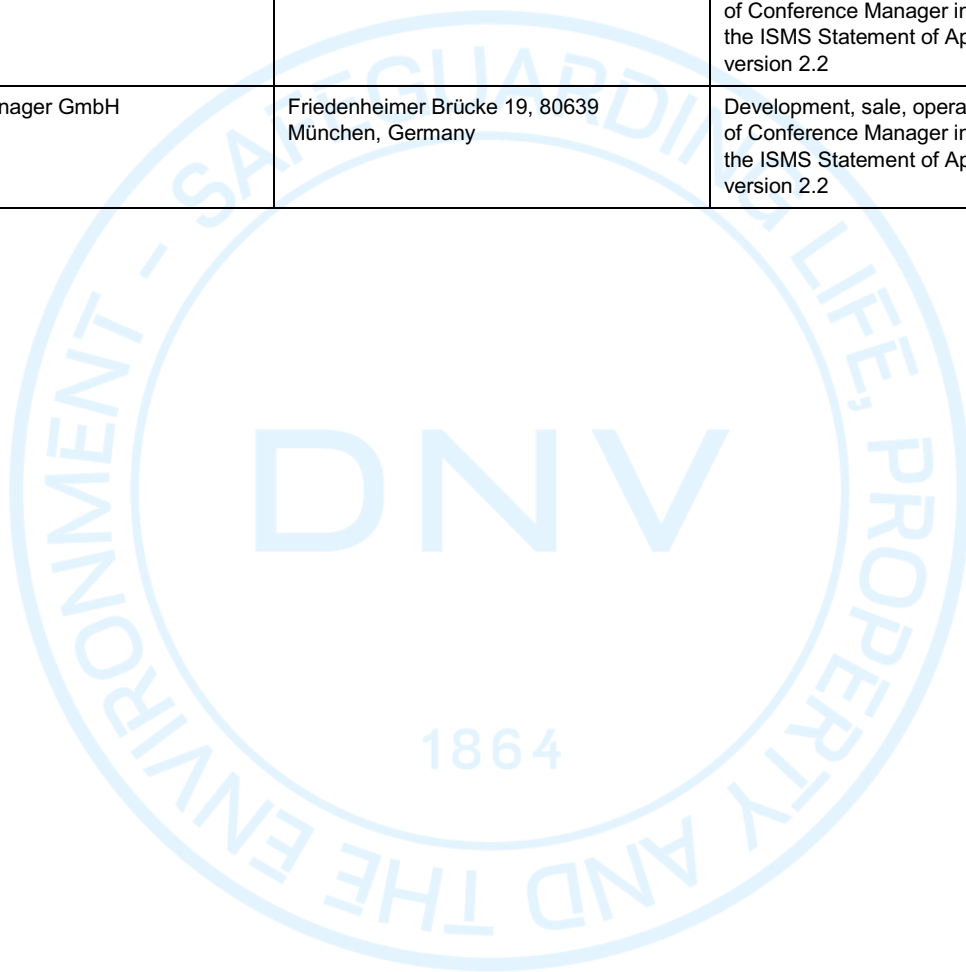 of Conference Manager in
the ISMS Statement of Ap
version 2.2
nager GmbH
Friedenheimer Brücke 19, 80639
München, Germany
Development, sale, opera
of Conference Manager in
the ISMS Statement of Ap
version 2.2
SAFEGUARDING LIFE, PROPERTY AND THE ENVIRONMENT -
DNV
1864